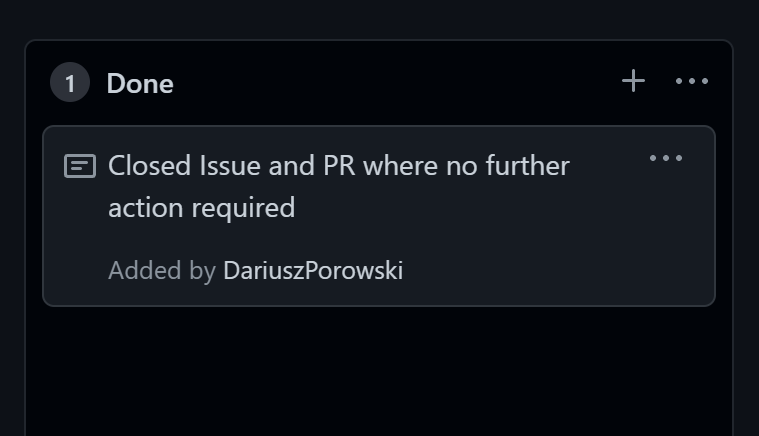 1 Done
Closed Issue and PR where no further
action required
Added by DariuszPorowski